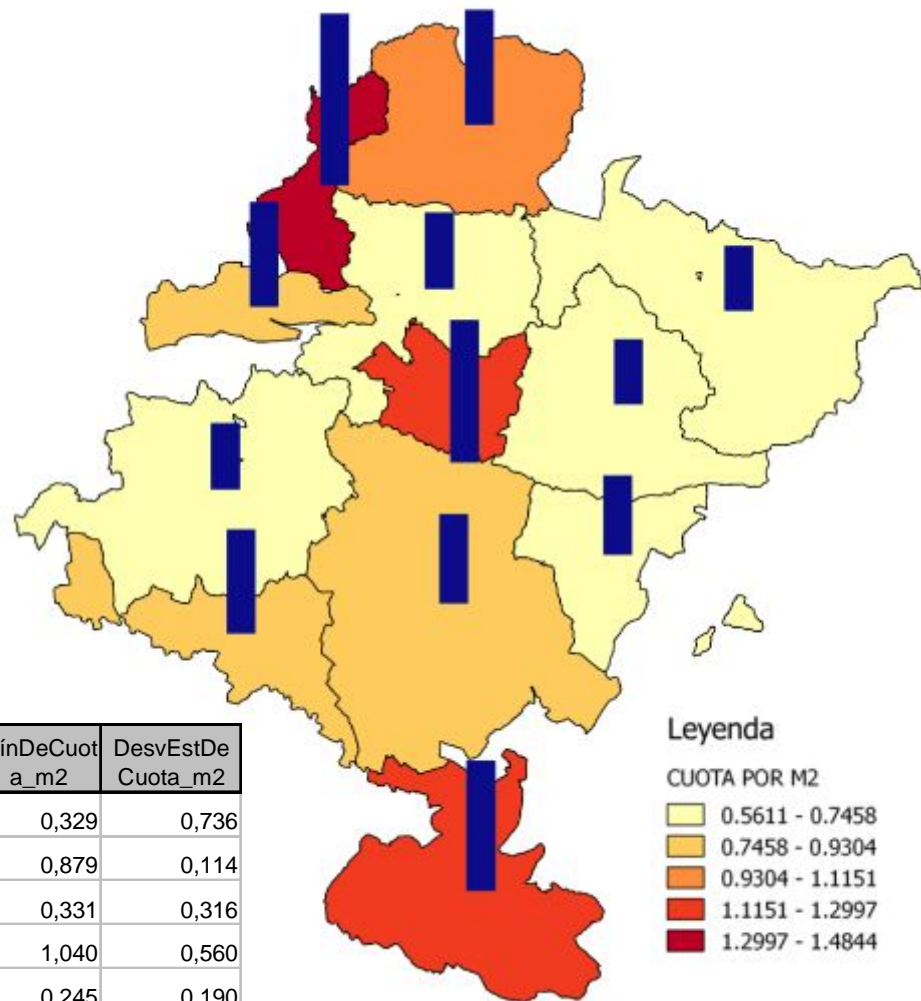 DesvEstDe
a_m2 Cuota_m2
0,329 0,736
0,879 0,114
0,331 0,316
1,040 0,560
0,245 0,190
Leyenda
CUOTA POR M2
0.5611 - 0.7458
0.7458 - 0.9304
0.9304 - 1.1151
1.1151 - 1.2997
1.2997 - 1.4844